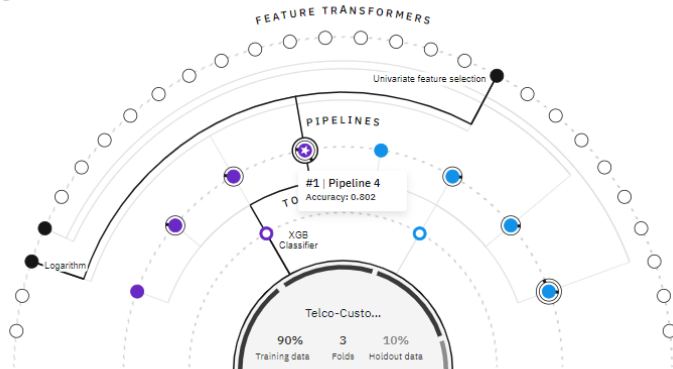 FEATURE TRANSFORMERS
Univariate feature selection
PIPELINES
#1 | Pipeline 4
Accuracy: 0.802
TO
XGB
Classifier
Logarithm
Telco-Custo...
90%
3
10%
Training data
Folds
Holdout data